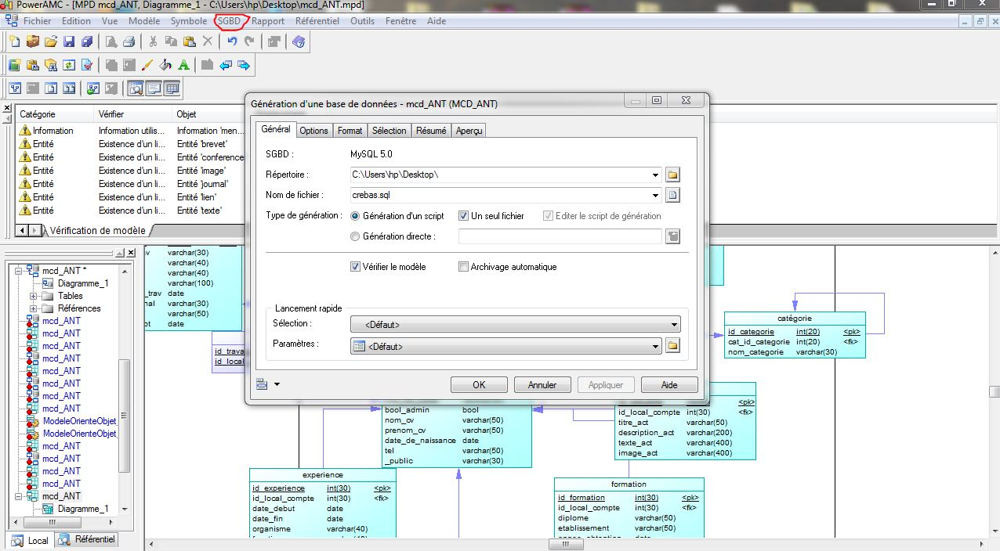 PowerAMC - [MPD mcd_ANT, Diagramme_1 - C:\Users\hp\Desktop\mcd_ANT.mpd]
Fichier Edition Vue Modèle Symbole SGBD Rapport Référentiel Outils Fenêtre Aide
Catégorie Vérifier Objet
Information Information utilis... Information 'men...
Entité Existence d'un li... Entité 'brevet'
Entité Existence d'un li... Entité 'conference
Entité Existence d'un li... Entité 'image'
Entité Existence d'un li... Entité 'journal'
Entité Existence d'un li... Entité 'lien'
Entité Existence d'un li... Entité 'texte'
Vérification de modèle
Génération d'une base de données - mcd_ANT (MCD_ANT)
Général Options Format Sélection Résumé Aperçu
SGBD : MySQL 5.0
Répertoire : C:\Users\hp\Desktop\
Nom de fichier : crebas.sql
Type de génération : Génération d'un script Un seul fichier Editer le script de génération
Génération directe :
Vérifier le modèle Archivage automatique
Lancement rapide
Sélection : <Défaut>
Paramètres : <Défaut>
OK Annuler Appliquer Aide
mcd_ANT *
Diagramme_1
Tables
Références
mcd_ANT
mcd_ANT
mcd_ANT
mcd_ANT
mcd_ANT
mcd_ANT
mcd_ANT
mcd_ANT
ModeleOrienteObjet_
ModeleOrienteObjet_
mcd_ANT
mcd_ANT
mcd_ANT
mcd_ANT
mcd_ANT
Diagramme_1
Local Référentiel
varchar(30)
varchar(40)
varchar(40)
varchar(100)
_trav date
nal varchar(30)
varchar(50)
date
id_trava
id_local
catégorie
id_categorie int(20) <pk>
cat_id_categorie int(20) <fk>
nom_categorie varchar(30)
bool_admin bool
nom_cv varchar(50)
prenom_cv varchar(50)
date_de_naissance date
tel varchar(50)
_public varchar(30)
<pk>
id_local_compte int(30) <fk>
titre_act varchar(50)
description_act varchar(200)
texte_act varchar(400)
image_act varchar(400)
experience
id_experience int(30) <pk>
id_local_compte int(30) <fk>
date_debut date
date_fin date
organisme varchar(40)
formation
id_formation int(30) <pk>
id_local_compte int(30) <fk>
diplome varchar(50)
etablissement varchar(50)